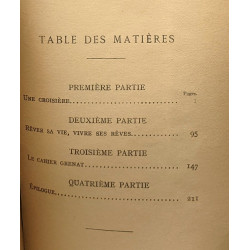 TABLE DES MATIÈRES
PREMIÈRE PARTIE
Pages.
UNE CROISIÈRE
DEUXIÈME PARTIE
RÊVER SA VIE, VIVRE SES RÊVES. 95
TROISIÈME PARTIE
LE CAHIER GRENAT 147
QUATRIÈME PARTIE
ÉPILOGUE 211